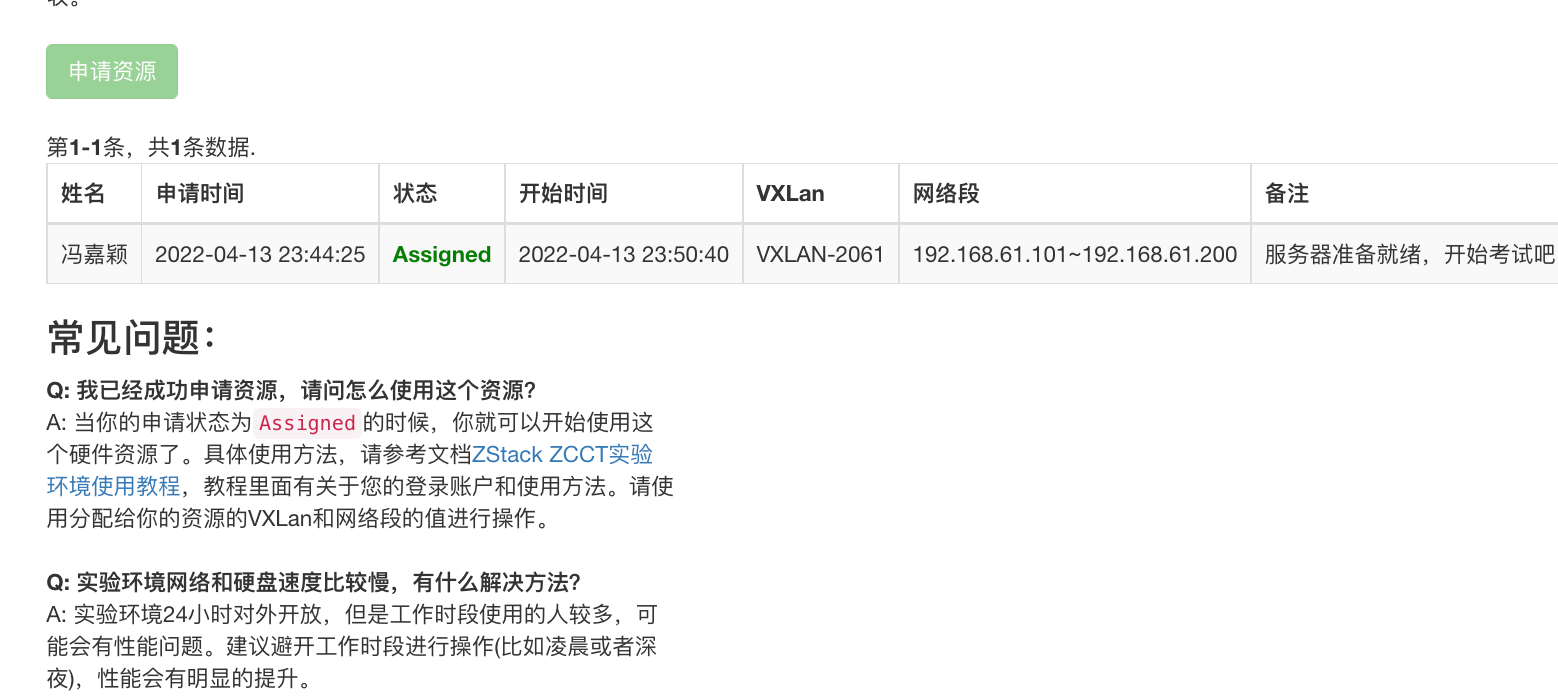 申请资源
第1-1条，共1条数据.
姓名 申请时间 状态 开始时间 VXLan 网络段 备注
冯嘉颖 2022-04-13 23:44:25 Assigned 2022-04-13 23:50:40 VXLAN-2061 192.168.61.101~192.168.61.200 服务器准备就绪，开始考试吧
常见问题：
Q: 我已经成功申请资源，请问怎么使用这个资源?
A: 当你的申请状态为Assigned的时候，你就可以开始使用这
个硬件资源了。具体使用方法，请参考文档ZStack ZCCT实验
环境使用教程，教程里面有关于您的登录账户和使用方法。请使
用分配给你的资源的VXLan和网络段的值进行操作。
Q: 实验环境网络和硬盘速度比较慢，有什么解决方法?
A: 实验环境24小时对外开放，但是工作时段使用的人较多，可
能会有性能问题。建议避开工作时段进行操作(比如凌晨或者深
夜)，性能会有明显的提升。